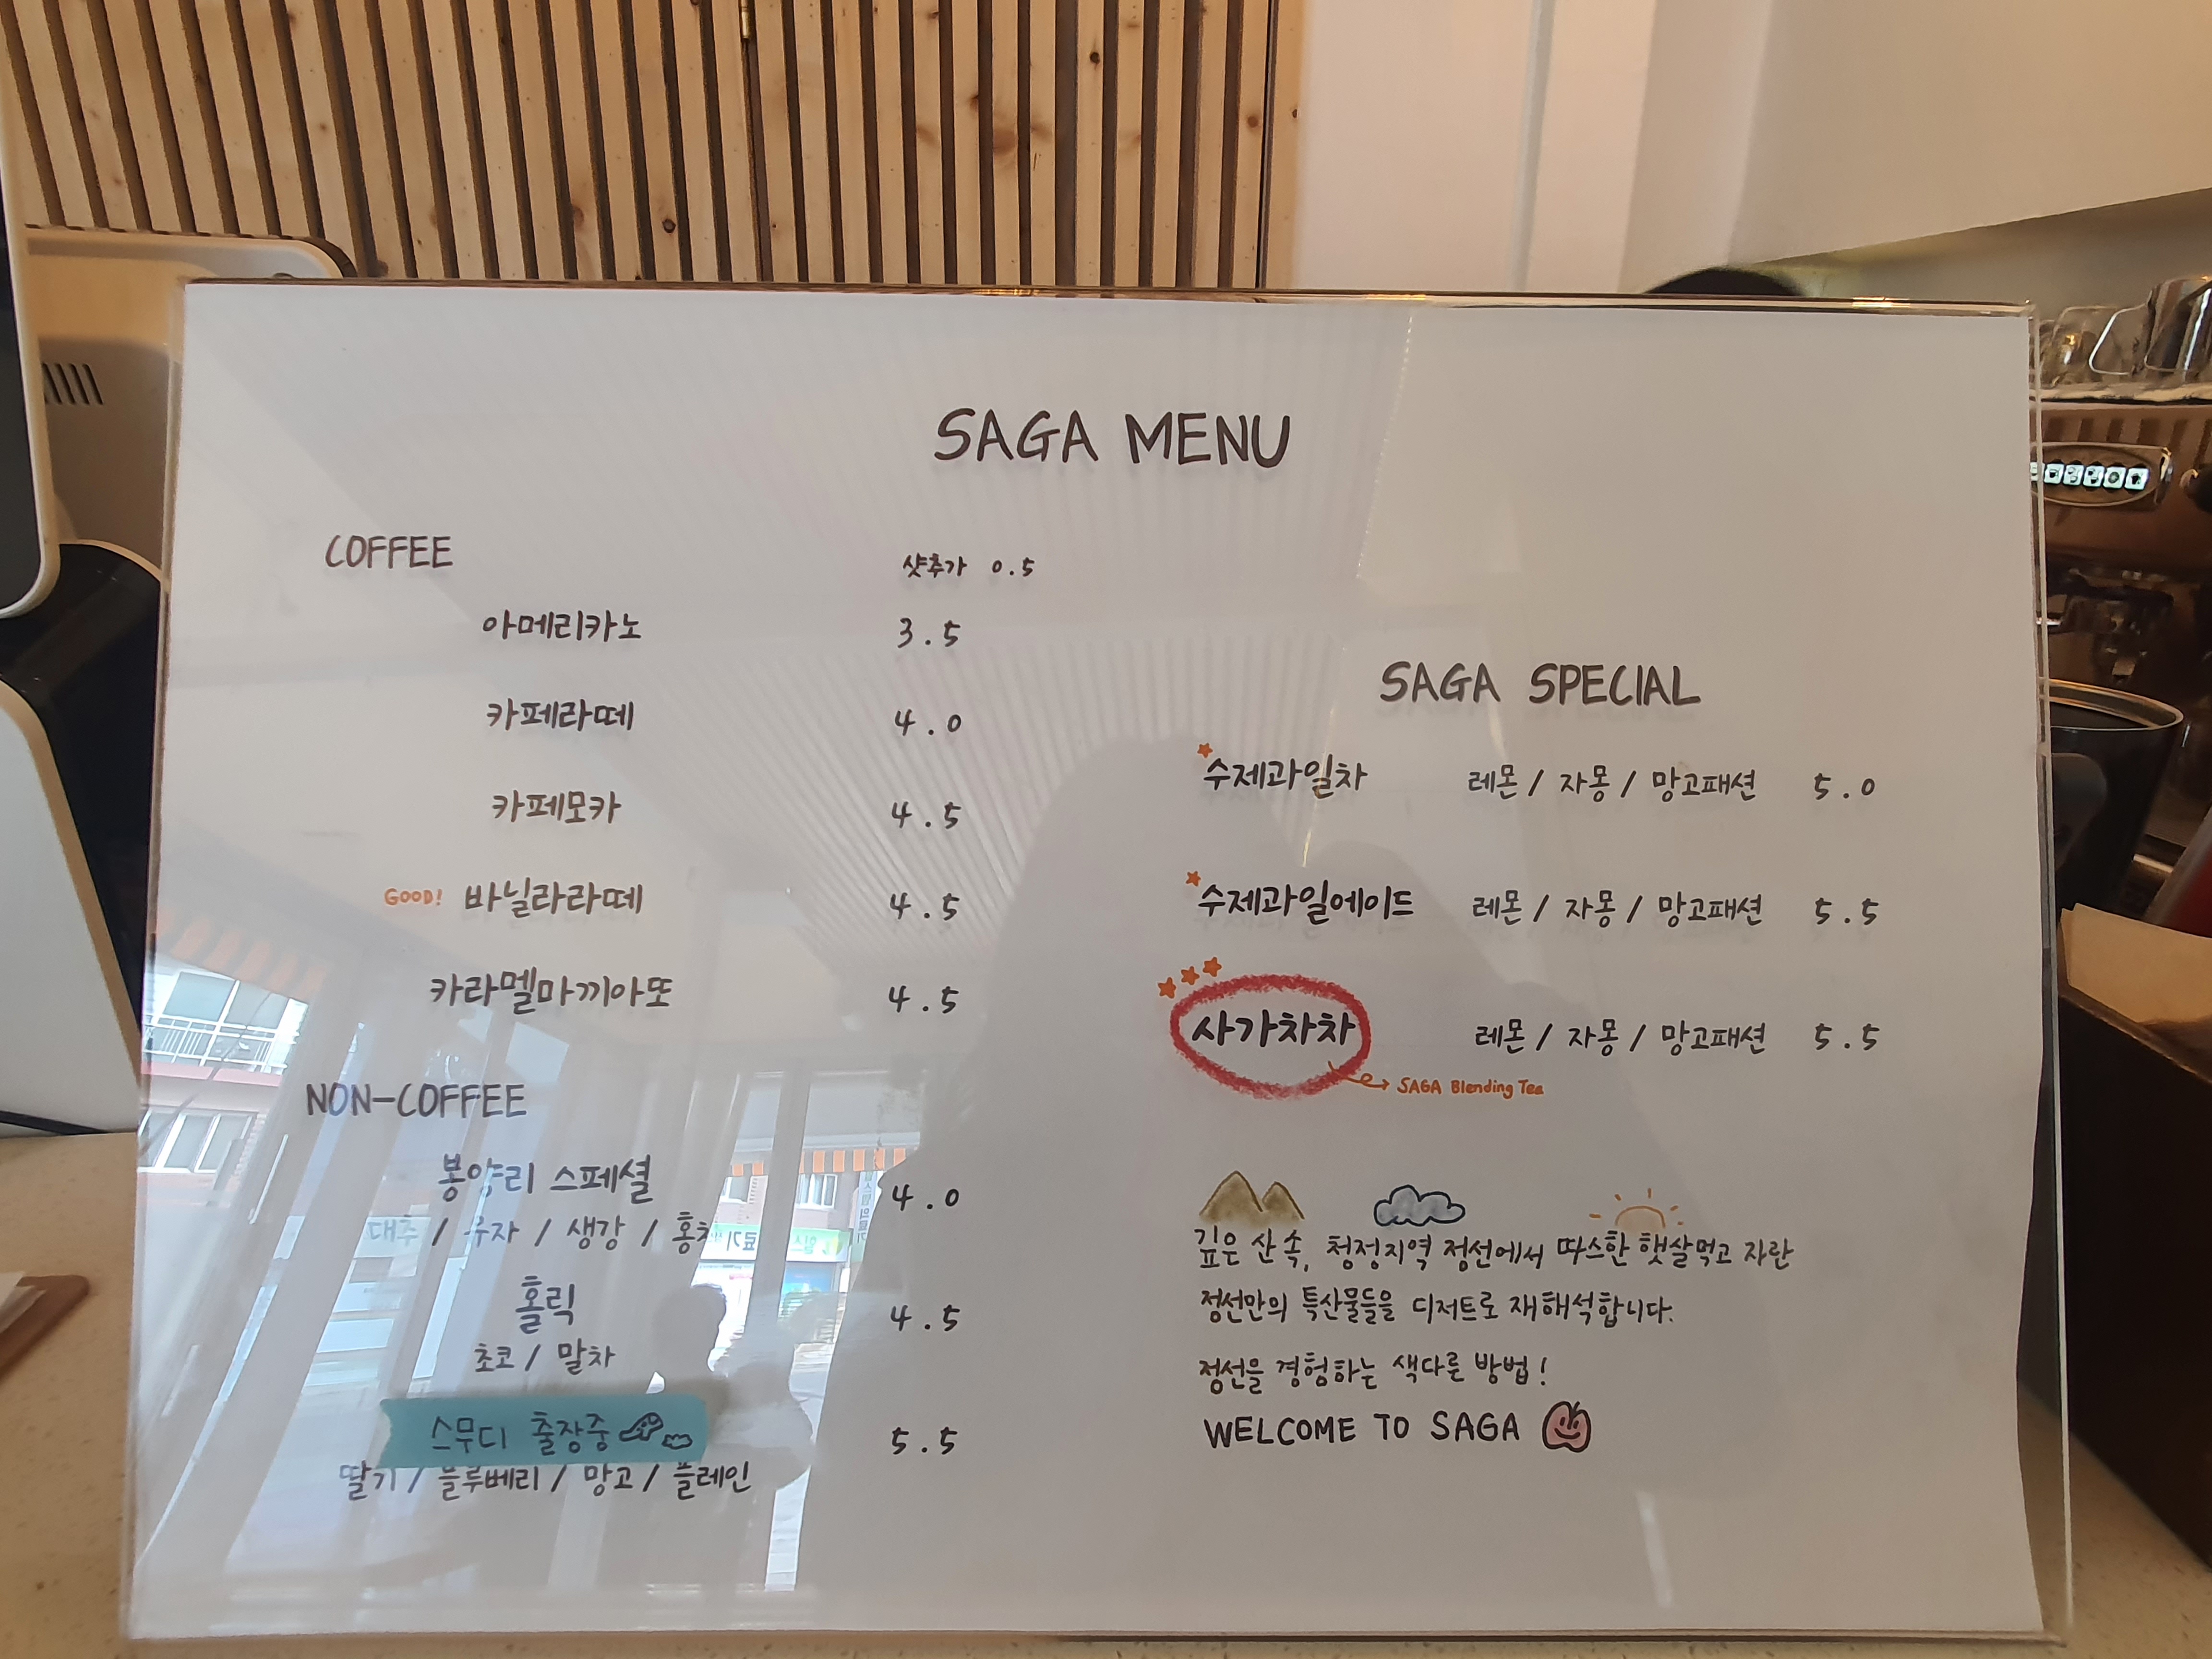 SAGA MENU
COFFEE
샷추가 0.5
아메리카노 3.5
카페라떼 4.0
카페모카 4.5
GOOD! 바닐라라떼 4.5
카라멜마끼아또 4.5
NON-COFFEE
봉양리 스페셜 4.0
대추 / 유자 / 생강 / 홍차
홀릭 4.5
초코 / 말차
스무디 출장중 5.5
딸기 / 블루베리 / 망고 / 플레인
SAGA SPECIAL
수제과일차 레몬 / 자몽 / 망고패션 5.0
수제과일에이드 레몬 / 자몽 / 망고패션 5.5
사가차차 레몬 / 자몽 / 망고패션 5.5
SAGA Blending Tea
깊은 산 속, 청정지역 정선에서 따스한 햇살먹고 자란
정선만의 특산물들을 디저트로 재해석합니다.
정선을 경험하는 색다른 방법!
WELCOME TO SAGA